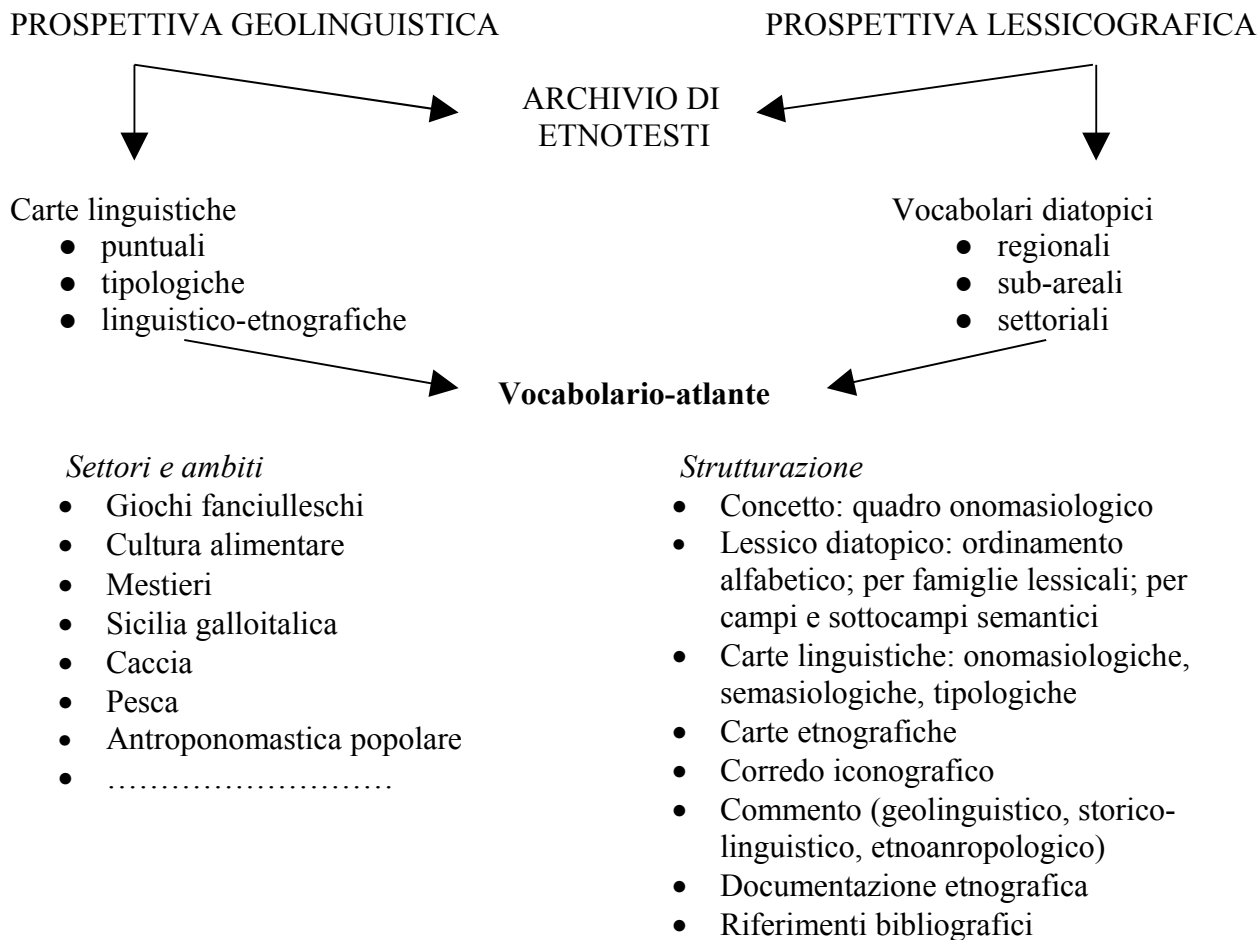 PROSPETTIVA GEOLINGUISTICA
PROSPETTIVA LESSICOGRAFICA
ARCHIVIO DI
ETNOTESTI
Carte linguistiche
● puntuali
● tipologiche
● linguistico-etnografiche
Vocabolari diatopici
● regionali
● sub-areali
● settoriali
Vocabolario-atlante
Settori e ambiti
• Giochi fanciulleschi
• Cultura alimentare
• Mestieri
• Sicilia galloitalica
• Caccia
• Pesca
• Antroponomastica popolare
• ………………………
Strutturazione
• Concetto: quadro onomasiologico
• Lessico diatopico: ordinamento
alfabetico; per famiglie lessicali; per
campi e sottocampi semantici
• Carte linguistiche: onomasiologiche,
semasiologiche, tipologiche
• Carte etnografiche
• Corredo iconografico
• Commento (geolinguistico, storico-
linguistico, etnoanropologico)
• Documentazione etnografica
• Riferimenti bibliografici